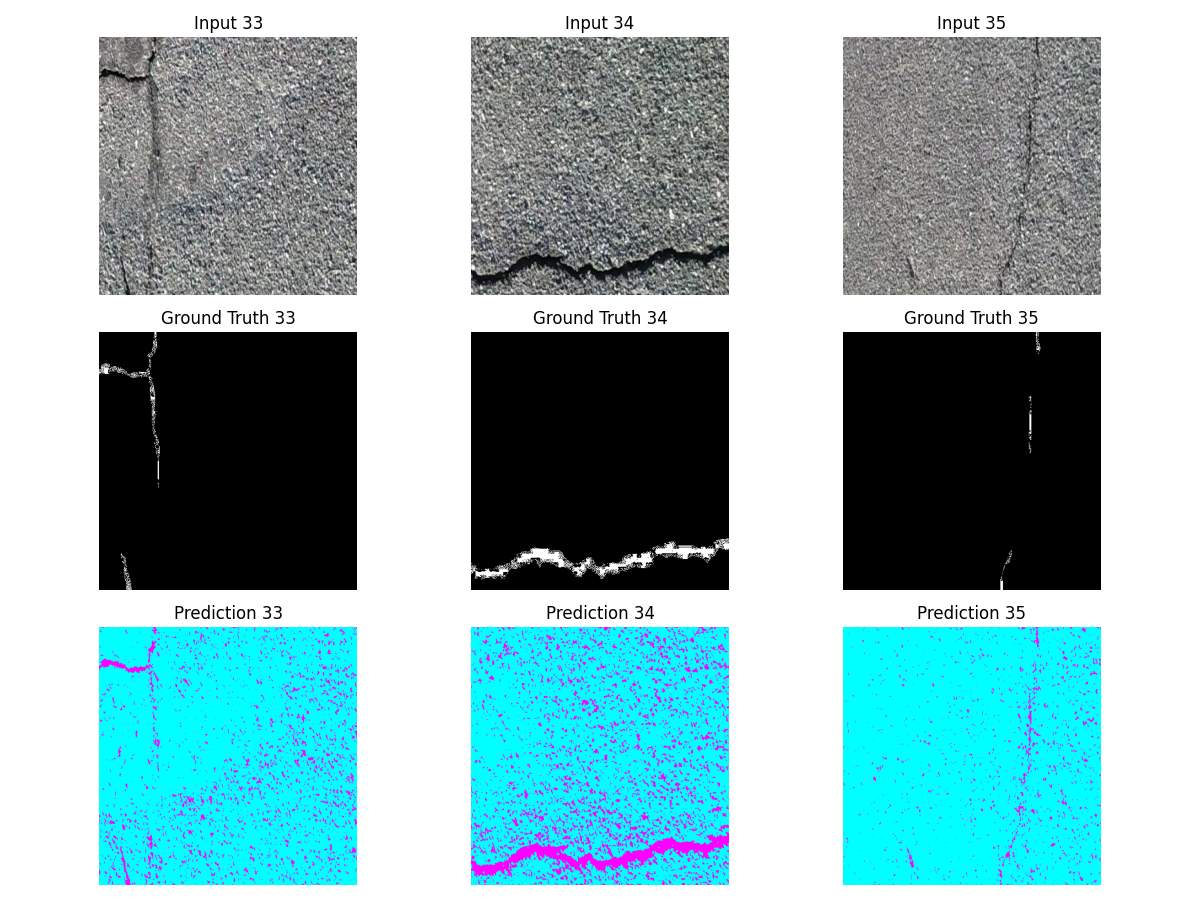 Input 33
Input 34
Input 35
Ground Truth 33
Ground Truth 34
Ground Truth 35
Prediction 33
Prediction 34
Prediction 35